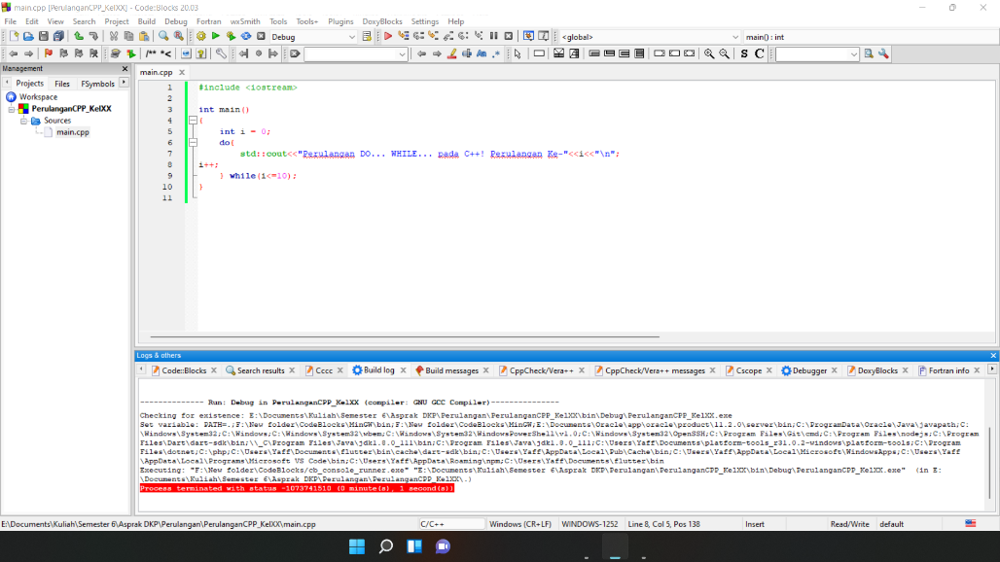 main.cpp [PerulanganCPP_KelXX] - Code::Blocks 20.03
File Edit View Search Project Build Debug Fortran wxSmith Tools Tools+ Plugins DoxyBlocks Settings Help
Debug <global> main() : int
/** *< S C
Management
Projects Files FSymbols
Workspace
PerulanganCPP_KelXX
Sources
main.cpp
main.cpp
1 #include <iostream>
2
3 int main()
4 {
5 int i = 0;
6 do{
7 std::cout<<"Perulangan DO... WHILE... pada C++! Perulangan Ke-"<<i<<"\n";
8 i++;
9 } while(i<=10);
10 }
11
Logs & others
Code::Blocks Search results Cccc Build log Build messages CppCheck/Vera++ CppCheck/Vera++ messages Cscope Debugger DoxyBlocks Fortran info
-------------- Run: Debug in PerulanganCPP_KelXX (compiler: GNU GCC Compiler)---------------
Checking for existence: E:\Documents\Kuliah\Semester 6\Asprak DKP\Perulangan\PerulanganCPP_KelXX\bin\Debug\PerulanganCPP_KelXX.exe
Set variable: PATH=.;F:\New folder\CodeBlocks\MinGW\bin;F:\New folder\CodeBlocks\MinGW;E:\Documents\Oracle\app\oracle\product\11.2.0\server\bin;C:\ProgramData\Oracle\Java\javapath;C:
\Windows\System32;C:\Windows;C:\Windows\System32\wbem;C:\Windows\System32\WindowsPowerShell\v1.0;C:\Windows\System32\OpenSSH;C:\Program Files\Git\cmd;C:\Program Files\nodejs;C:\Program
Files\Dart\dart-sdk\bin;\\_C\Program Files\Java\jdk1.8.0_111\bin;C:\Program Files\Java\jdk1.8.0_111;C:\Users\Yaff\Documents\platform-tools_r31.0.2-windows\platform-tools;C:\Program
Files\dotnet;C:\php;C:\Users\Yaff\Documents\flutter\bin\cache\dart-sdk\bin;C:\Users\Yaff\AppData\Local\Pub\Cache\bin;C:\Users\Yaff\AppData\Local\Microsoft\WindowsApps;C:\Users\Yaff
\AppData\Local\Programs\Microsoft VS Code\bin;C:\Users\Yaff\AppData\Roaming\npm;C:\Users\Yaff\Documents\flutter\bin
Executing: "F:\New folder\CodeBlocks/cb_console_runner.exe" "E:\Documents\Kuliah\Semester 6\Asprak DKP\Perulangan\PerulanganCPP_KelXX\bin\Debug\PerulanganCPP_KelXX.exe" (in E:
\Documents\Kuliah\Semester 6\Asprak DKP\Perulangan\PerulanganCPP_KelXX\.)
Process terminated with status -1073741510 (0 minute(s), 1 second(s))
E:\Documents\Kuliah\Semester 6\Asprak DKP\Perulangan\PerulanganCPP_KelXX\main.cpp C/C++ Windows (CR+LF) WINDOWS-1252 Line 8, Col 5, Pos 138 Insert Read/Write default